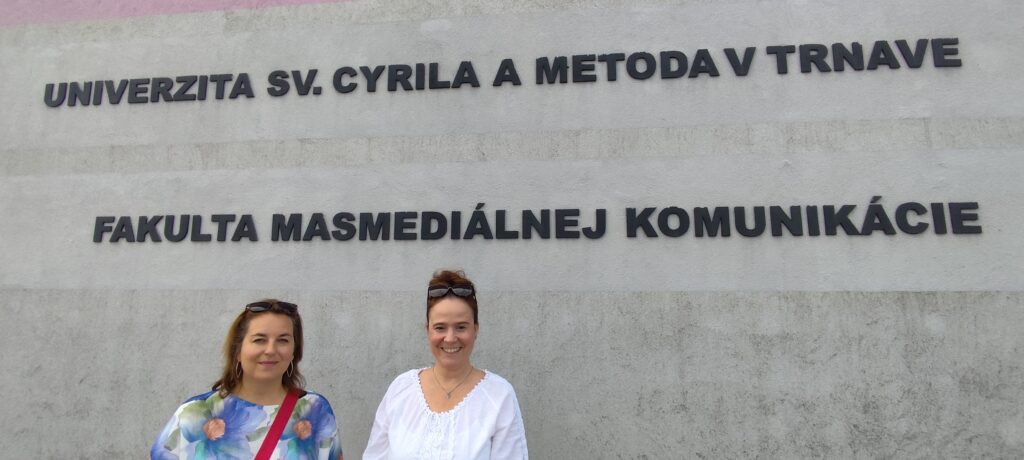 UNIVERZITA SV. CYRILA A METODA V TRNAVE
FAKULTA MASMEDIÁLNEJ KOMUNIKÁCIE